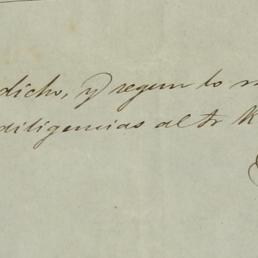 dicho, y segun lo m
diligencias al Sr